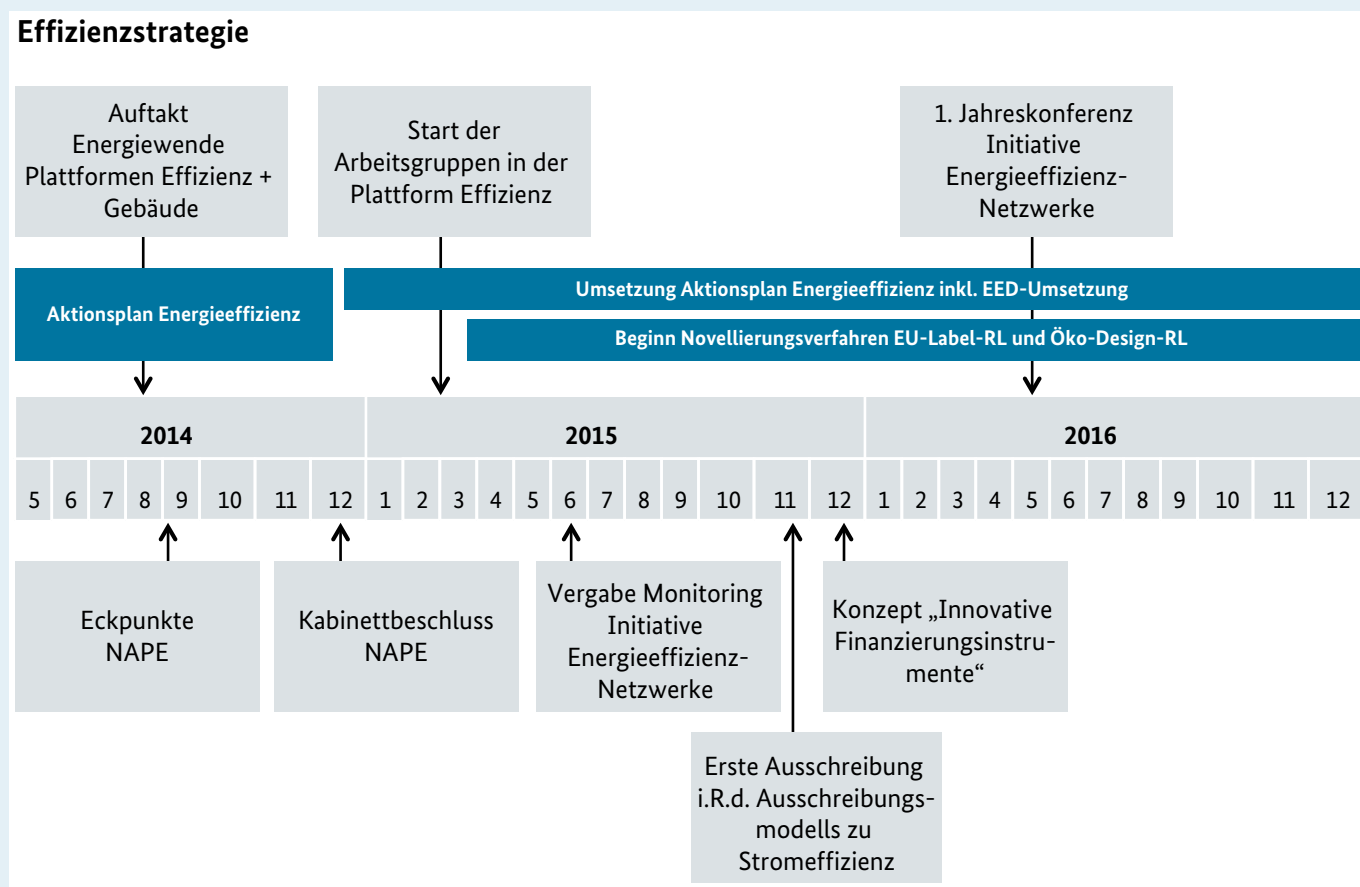 Effizienzstrategie
Auftakt
Energiewende
Plattformen Effizienz +
Gebäude
Start der
Arbeitsgruppen in der
Plattform Effizienz
1. Jahreskonferenz
Initiative
Energieeffizienz-
Netzwerke
Aktionsplan Energieeffizienz
Umsetzung Aktionsplan Energieeffizienz inkl. EED-Umsetzung
Beginn Novellierungsverfahren EU-Label-RL und Öko-Design-RL
2014 2015 2016
5 6 7 8 9 10 11 12 1 2 3 4 5 6 7 8 9 10 11 12 1 2 3 4 5 6 7 8 9 10 11 12
Eckpunkte
NAPE
Kabinettbeschluss
NAPE
Vergabe Monitoring
Initiative
Energieeffizienz-
Netzwerke
Konzept „Innovative
Finanzierungsinstru-
mente“
Erste Ausschreibung
i.R.d. Ausschreibungs-
modells zu
Stromeffizienz